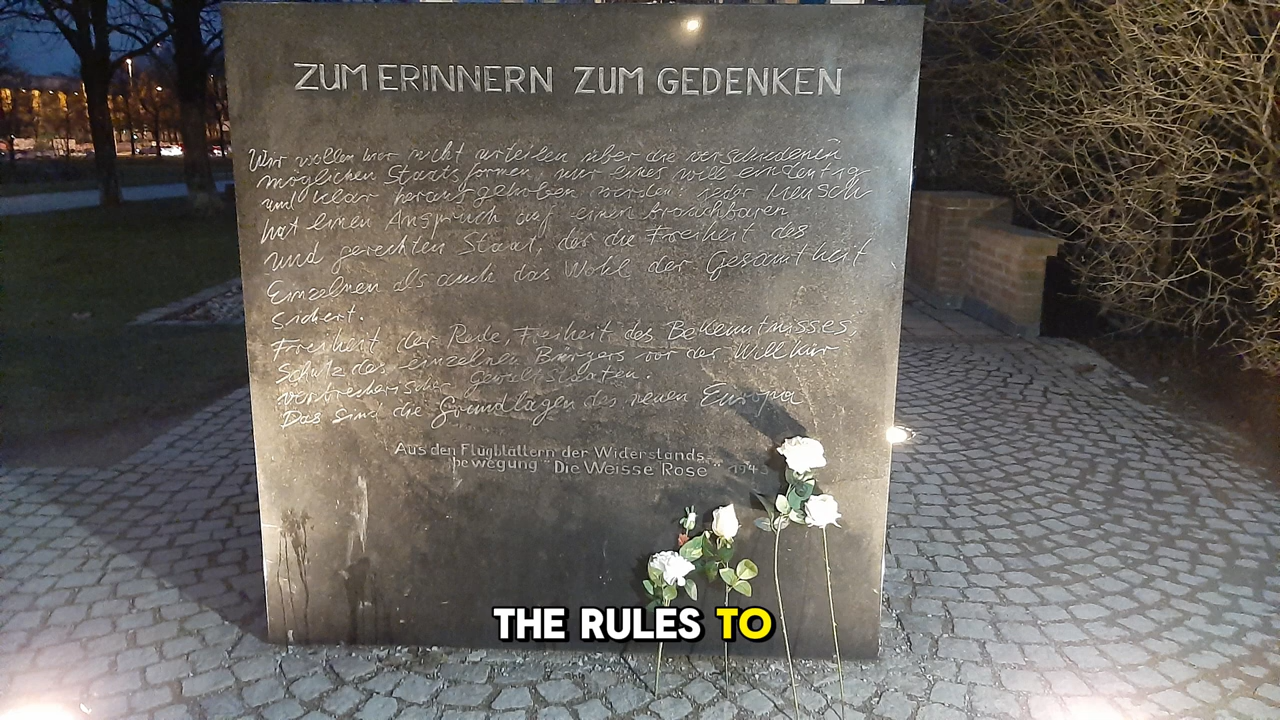 ZUM ERINNERN ZUM GEDENKEN
Wir wollen hier nicht urteilen über die verschiedenen
möglichen Staatsformen, nur eines will eindeutig
und klar herausgehoben werden: jeder Mensch
hat einen Anspruch auf einen brauchbaren
und gerechten Staat, der die Freiheit des
Einzelnen als auch das Wohl der Gesamtheit
sichert.
Freiheit der Rede, Freiheit des Bekenntnisses,
Schutz des einzelnen Bürgers vor der Willkür
verbrecherischer Gewaltstaaten.
Das sind die Grundlagen des neuen Europa
Aus den Flugblättern der Widerstands-
bewegung "Die Weisse Rose" 1943
THE RULES TO